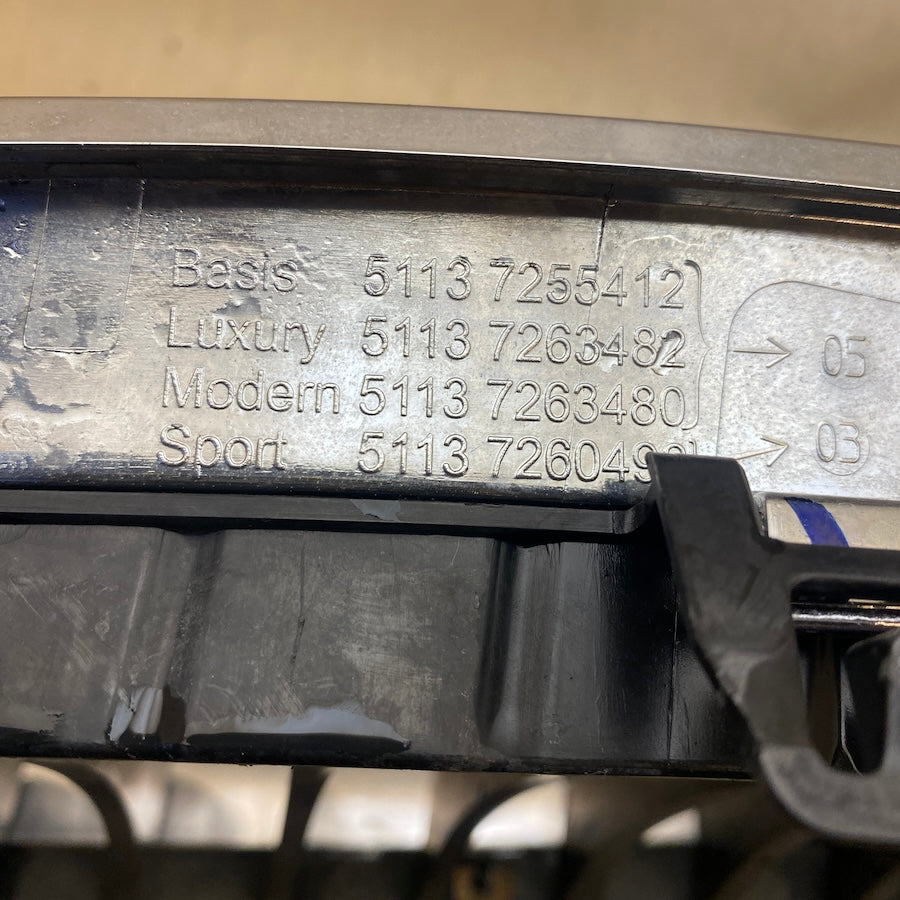 Basis 5113 7255412
Luxury 5113 7263482
Modern 5113 7263480
05
Sport 5113
03